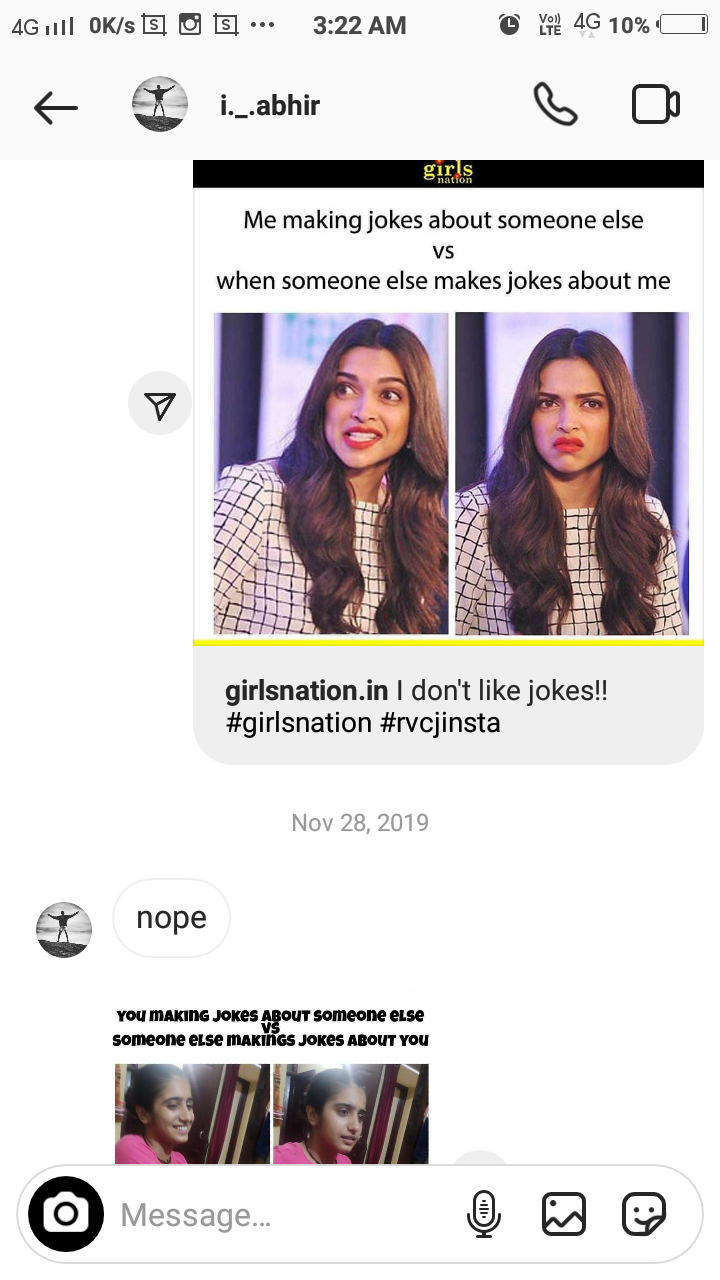 4G 0K/s S S ... 3:22 AM Vo)) LTE 4G 10%
i._.abhir
girls
nation
Me making jokes about someone else
vs
when someone else makes jokes about me
girlsnation.in I don't like jokes!!
#girlsnation #rvcjinsta
Nov 28, 2019
nope
YOU MAKING JOKES ABOUT SOMEONE ELSE
VS
SOMEONE ELSE MAKINGS JOKES ABOUT YOU
Message...